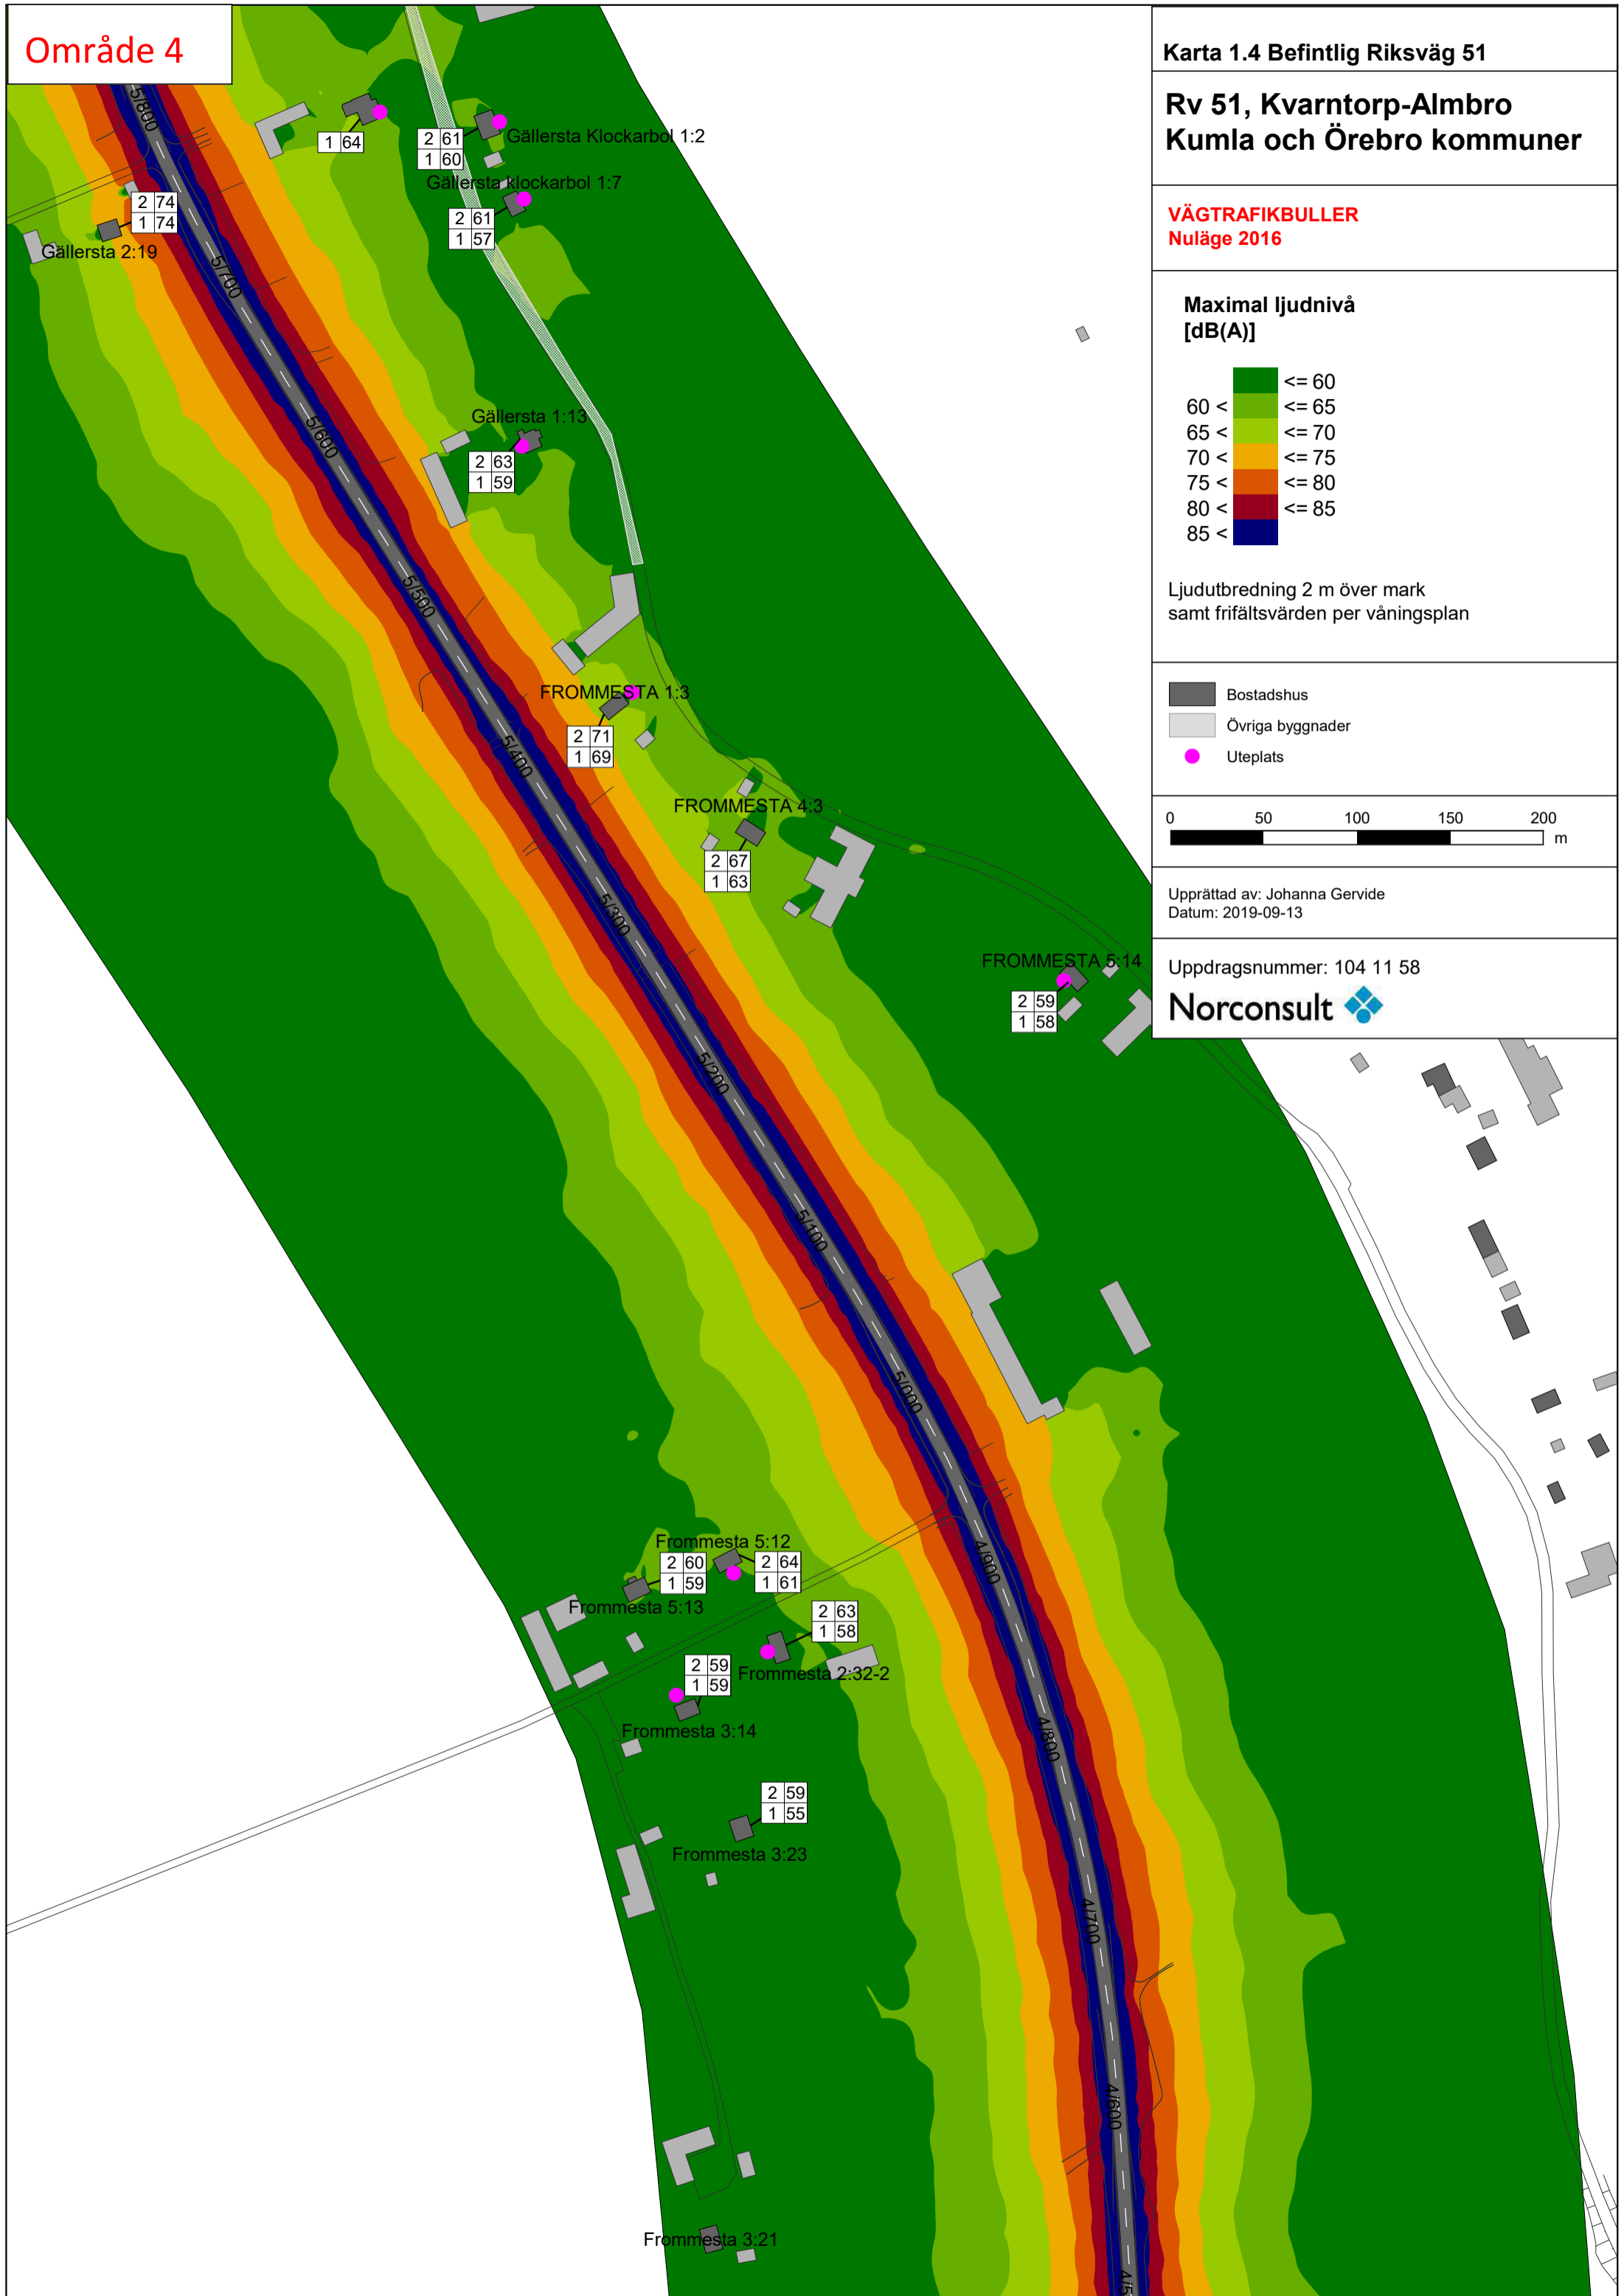 Område 4
Karta 1.4 Befintlig Riksväg 51
Rv 51, Kvarntorp-Almbro
Kumla och Örebro kommuner
VÄGTRAFIKBULLER
Nuläge 2016
Maximal ljudnivå
[dB(A)]
<= 60
60 < <= 65
65 < <= 70
70 < <= 75
75 < <= 80
80 < <= 85
85 <
Ljudutbredning 2 m över mark
samt frifältsvärden per våningsplan
Bostadshus
Övriga byggnader
Uteplats
0 50 100 150 200
m
Upprättad av: Johanna Gervide
Datum: 2019-09-13
Uppdragsnummer: 104 11 58
Norconsult
5/800
1 64
2 61
1 60
Gällersta Klockarbol 1:2
Gällersta klockarbol 1:7
2 61
1 57
2 74
1 74
Gällersta 2:19
5/700
5/600
Gällersta 1:13
2 63
1 59
5/500
FROMMESTA 1:3
2 71
1 69
5/400
FROMMESTA 4:3
2 67
1 63
5/300
FROMMESTA 5:14
2 59
1 58
5/200
5/100
5/000
4/900
Frommesta 5:12
2 60
1 59
2 64
1 61
Frommesta 5:13
2 63
1 58
Frommesta 2:32-2
2 59
1 59
Frommesta 3:14
4/800
2 59
1 55
Frommesta 3:23
4/700
4/600
Frommesta 3:21
4/5